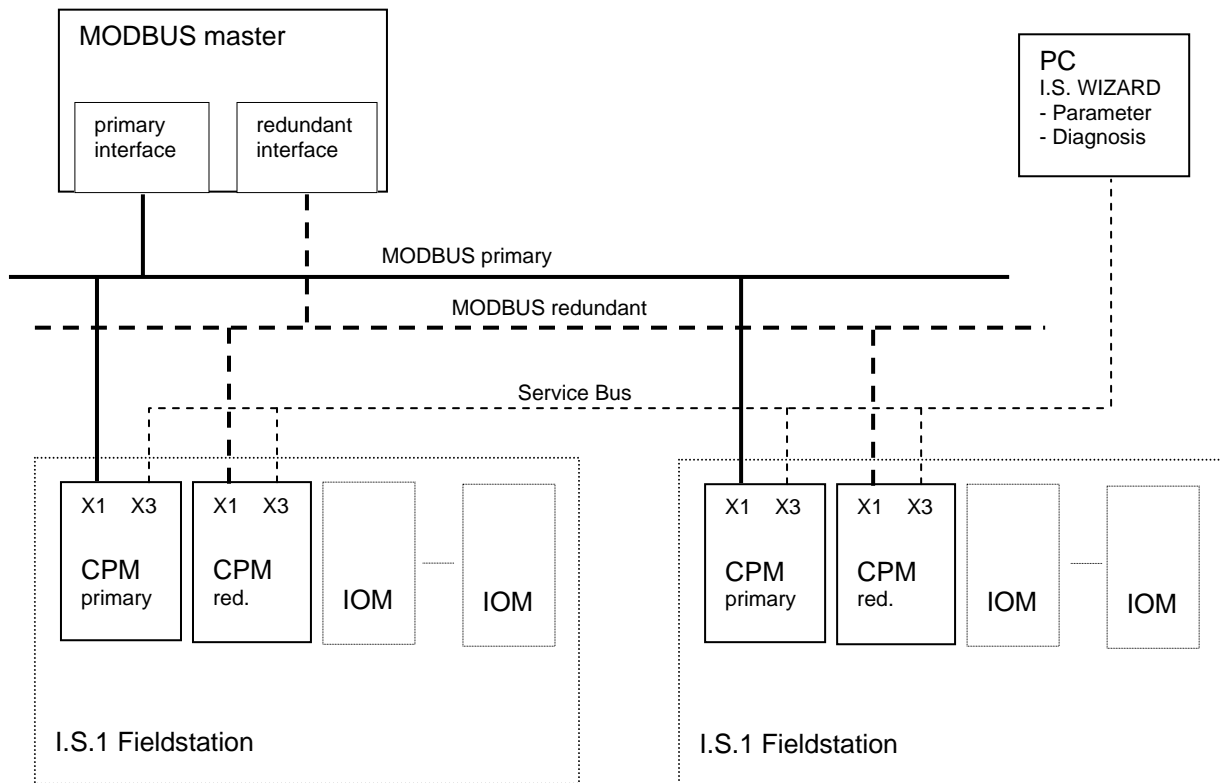 MODBUS master
primary
interface
redundant
interface
PC
I.S. WIZARD
- Parameter
- Diagnosis
MODBUS primary
MODBUS redundant
Service Bus
X1 X3
CPM
primary
X1 X3
CPM
red.
IOM
IOM
I.S.1 Fieldstation
X1 X3
CPM
primary
X1 X3
CPM
red.
IOM
IOM
I.S.1 Fieldstation